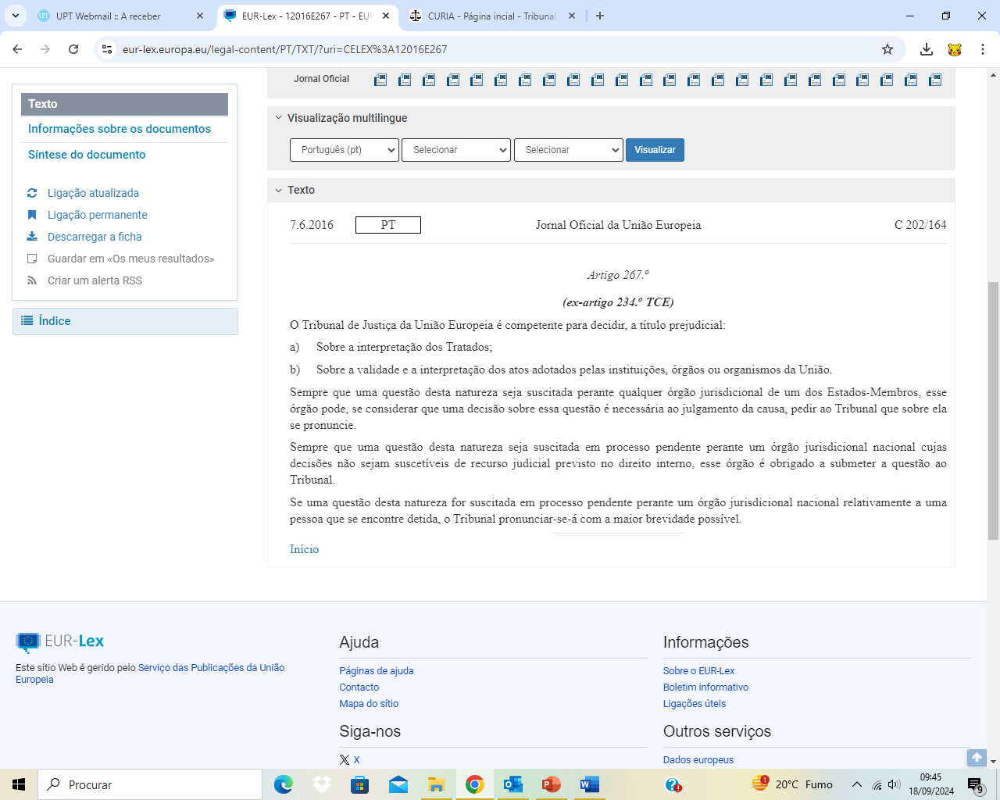 UPT Webmail :: A receber
EUR-Lex - 12016E267 - PT - EUR
CURIA - Página incial - Tribunal
eur-lex.europa.eu/legal-content/PT/TXT/?uri=CELEX%3A12016E267
Texto
Informações sobre os documentos
Síntese do documento
Ligação atualizada
Ligação permanente
Descarregar a ficha
Guardar em «Os meus resultados»
Criar um alerta RSS
Índice
Jornal Oficial
Visualização multilingue
Português (pt)
Selecionar
Selecionar
Visualizar
Texto
7.6.2016
PT
Jornal Oficial da União Europeia
C 202/164
Artigo 267.º
(ex-artigo 234.º TCE)
O Tribunal de Justiça da União Europeia é competente para decidir, a título prejudicial:
a) Sobre a interpretação dos Tratados;
b) Sobre a validade e a interpretação dos atos adotados pelas instituições, órgãos ou organismos da União.
Sempre que uma questão desta natureza seja suscitada perante qualquer órgão jurisdicional de um dos Estados-Membros, esse
órgão pode, se considerar que uma decisão sobre essa questão é necessária ao julgamento da causa, pedir ao Tribunal que sobre ela
se pronuncie.
Sempre que uma questão desta natureza seja suscitada em processo pendente perante um órgão jurisdicional nacional cujas
decisões não sejam suscetíveis de recurso judicial previsto no direito interno, esse órgão é obrigado a submeter a questão ao
Tribunal.
Se uma questão desta natureza for suscitada em processo pendente perante um órgão jurisdicional nacional relativamente a uma
pessoa que se encontre detida, o Tribunal pronunciar-se-á com a maior brevidade possível.
Início
EUR-Lex
Este sítio Web é gerido pelo Serviço das Publicações da União
Europeia
Ajuda
Páginas de ajuda
Contacto
Mapa do sítio
Siga-nos
X
Informações
Sobre o EUR-Lex
Boletim informativo
Ligações úteis
Outros serviços
Dados europeus
Procurar
1
20°C Fumo
09:45
18/09/2024
9